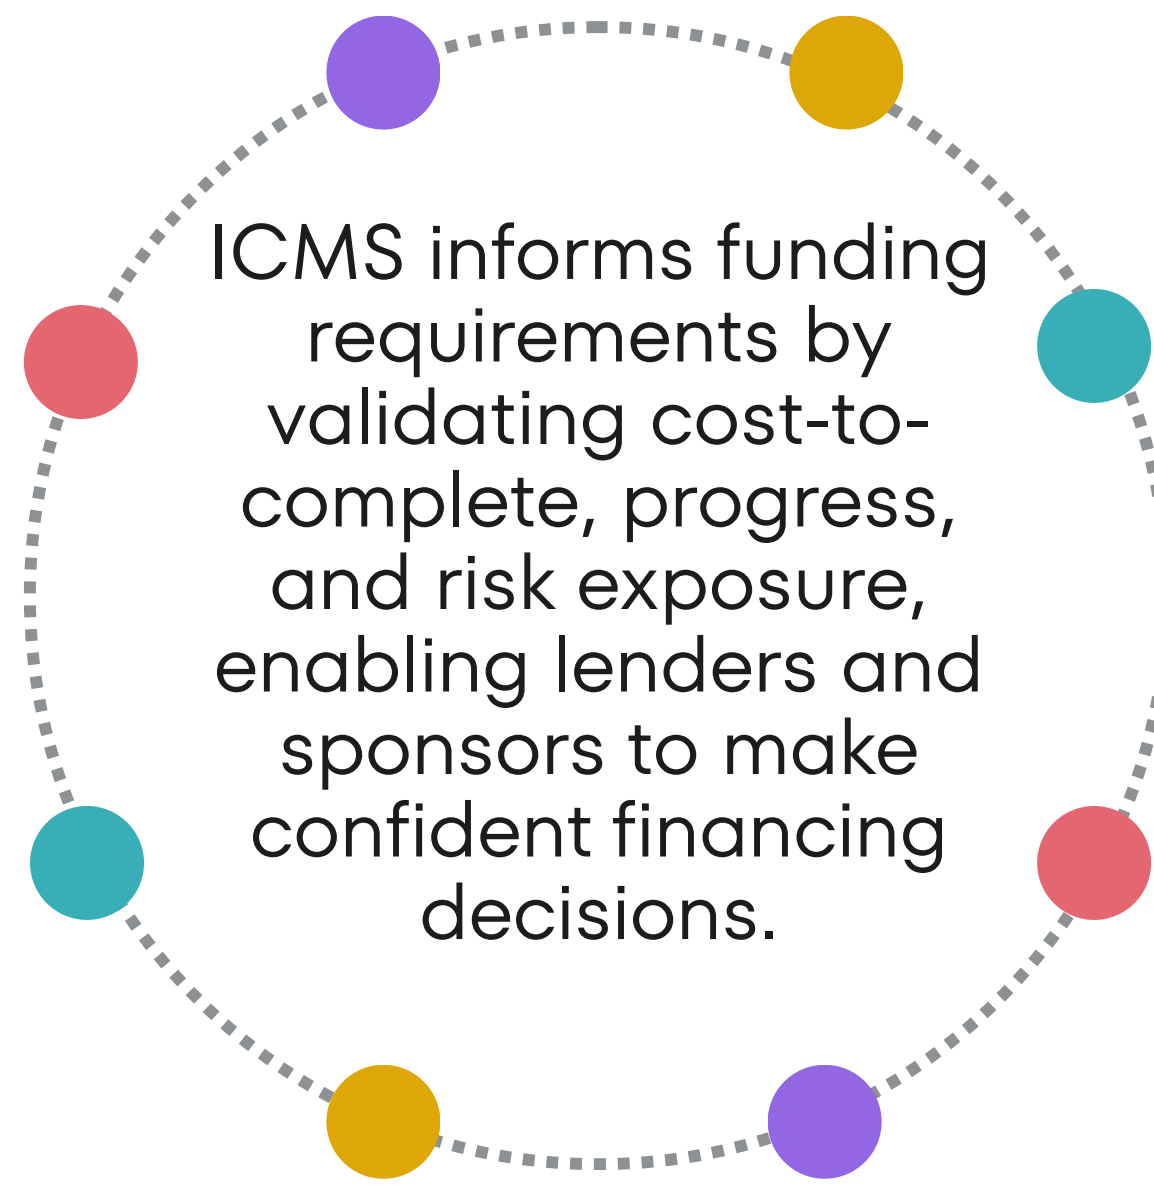 ICMS informs funding
requirements by
validating cost-to-
complete, progress,
and risk exposure,
enabling lenders and
sponsors to make
confident financing
decisions.